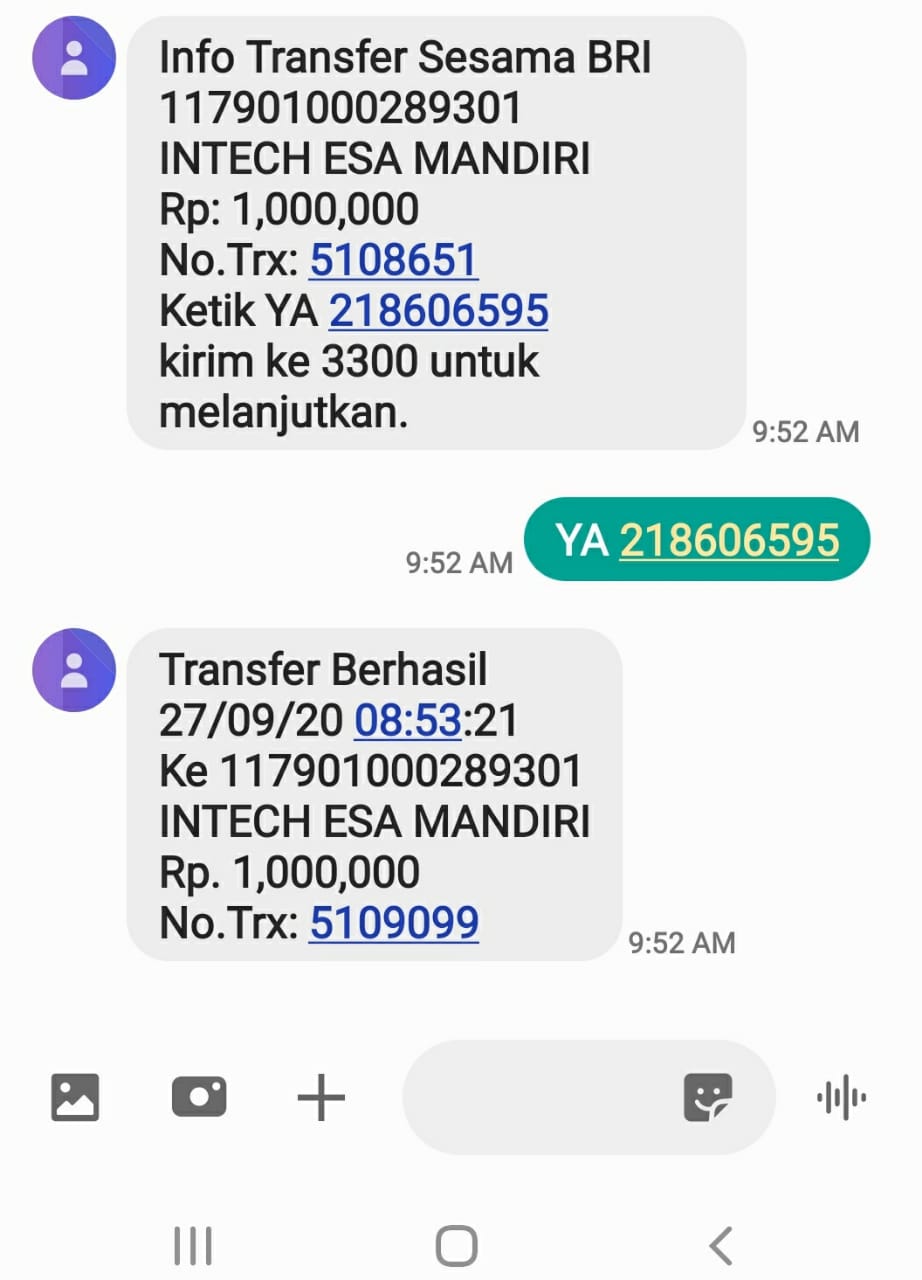 Info Transfer Sesama BRI
117901000289301
INTECH ESA MANDIRI
Rp: 1,000,000
No.Trx: 5108651
Ketik YA 218606595
kirim ke 3300 untuk
melanjutkan.
9:52 AM
YA 218606595
9:52 AM
Transfer Berhasil
27/09/20 08:53:21
Ke 117901000289301
INTECH ESA MANDIRI
Rp. 1,000,000
No.Trx: 5109099
9:52 AM